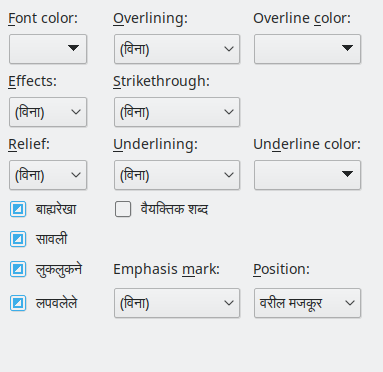 Font color: Overlining: Overline color:
(विना)
Effects: Strikethrough:
(विना) (विना)
Relief: Underlining: Underline color:
(विना) (विना)
बाह्यरेखा वैयक्तिक शब्द
सावली
लुकलुकने Emphasis mark: Position:
लपवलेले (विना) वरील मजकूर